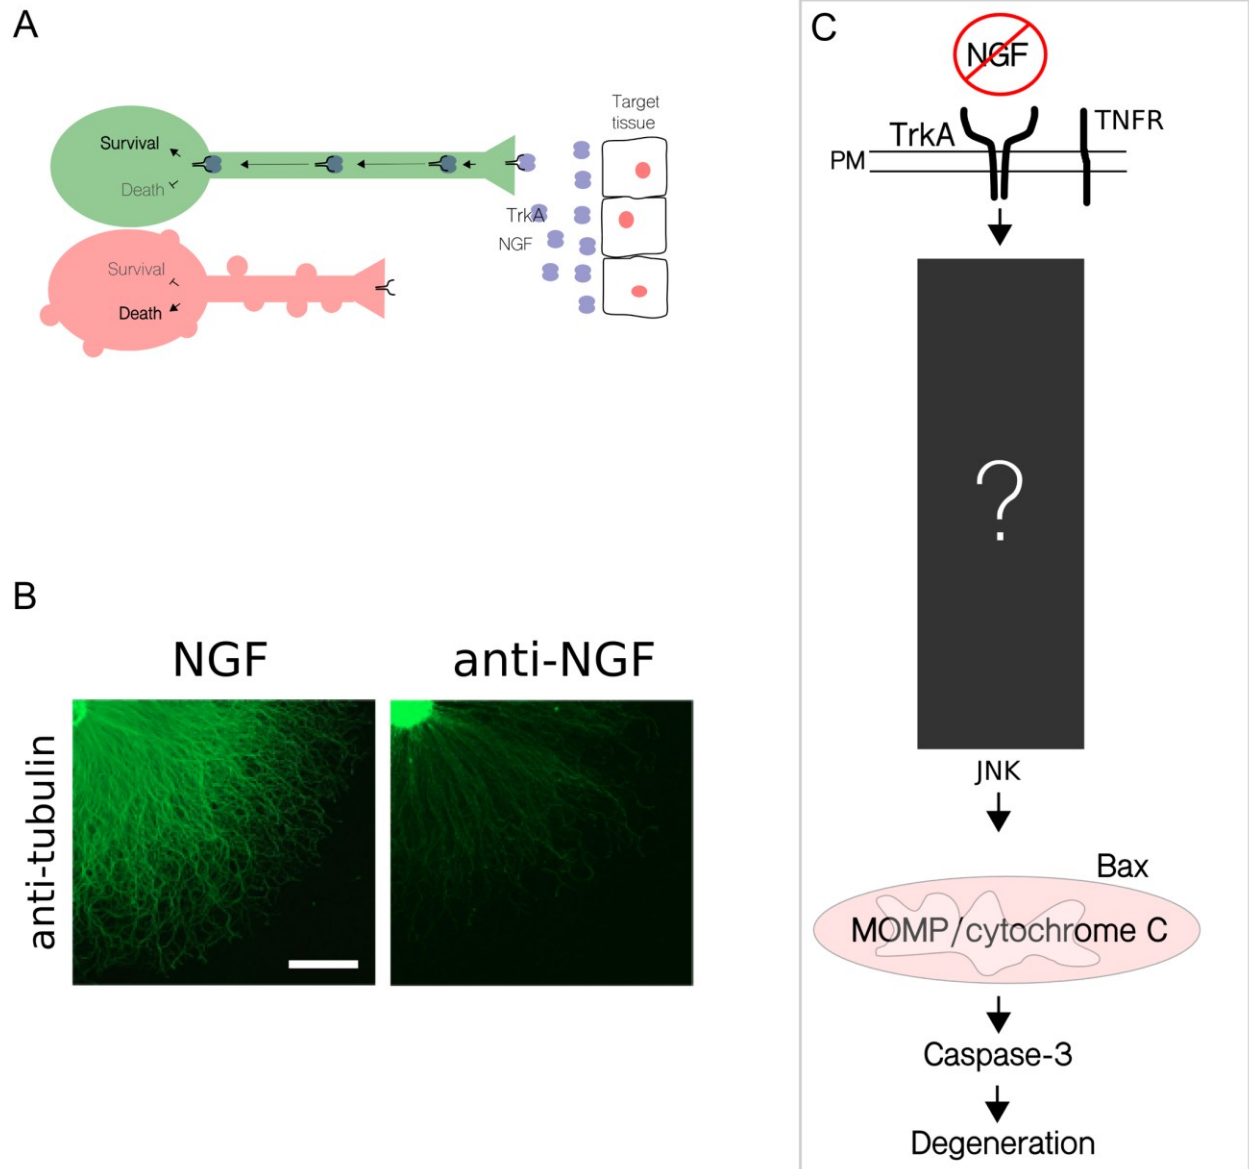 A
Target
tissue
Survival
Death
TrkA
NGF
Survival
Death
B
NGF
anti-NGF
anti-tubulin
C
NGF
TrkA
TNFR
PM
?
JNK
Bax
MOMP/cytochrome C
Caspase-3
Degeneration